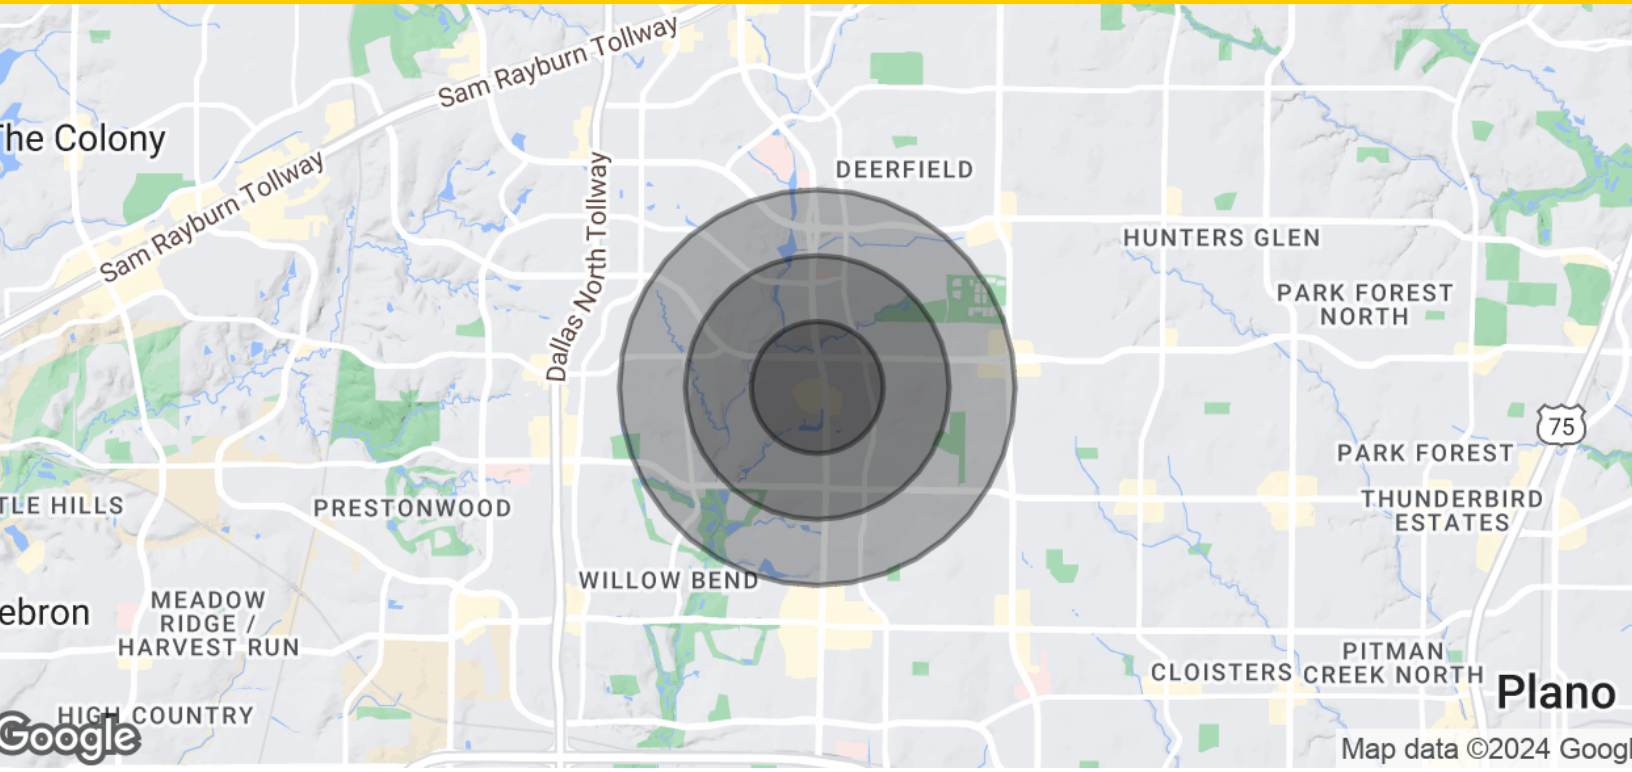 Sam Rayburn Tollway
The Colony
Sam Rayburn Tollway
Dallas North Tollway
DEERFIELD
HUNTERS GLEN
PARK FOREST
NORTH
75
PARK FOREST
THUNDERBIRD
ESTATES
TLE HILLS
PRESTONWOOD
WILLOW BEND
ebron
MEADOW
RIDGE /
HARVEST RUN
PITMAN
CREEK NORTH
CLOISTERS
Plano
HIGH COUNTRY
Google
Map data ©2024 Googl